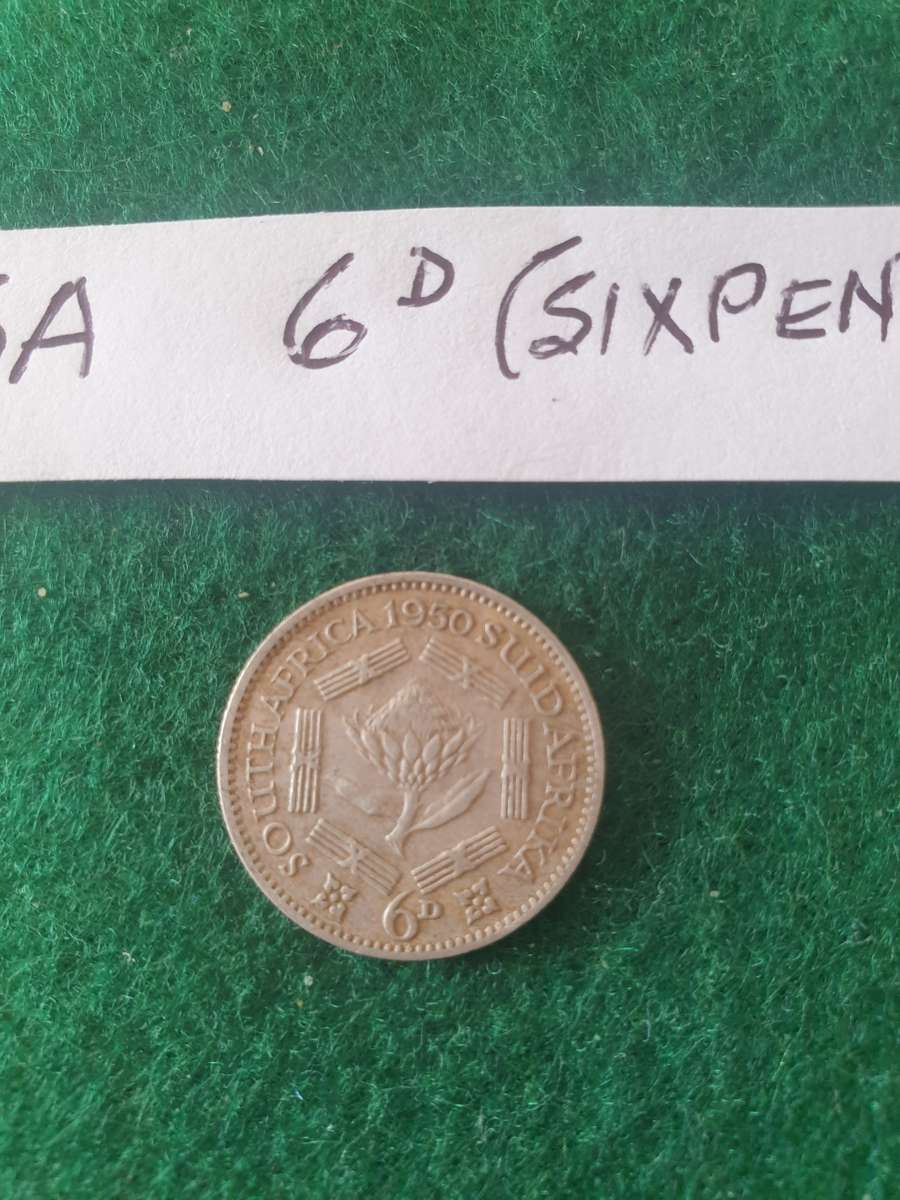 SA 6D (SIXPEN
SOUTH AFRICA 1950 SUID AFRIKA
6D